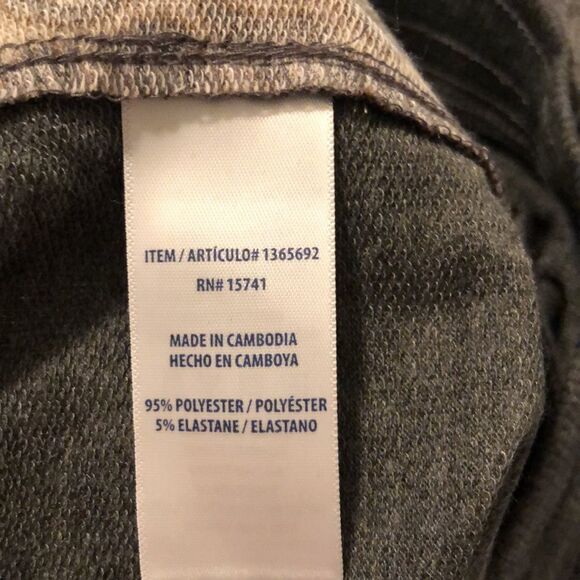 ITEM / ARTÍCULO# 1365692
RN# 15741
MADE IN CAMBODIA
HECHO EN CAMBOYA
95% POLYESTER / POLYÉSTER
5% ELASTANE / ELASTANO